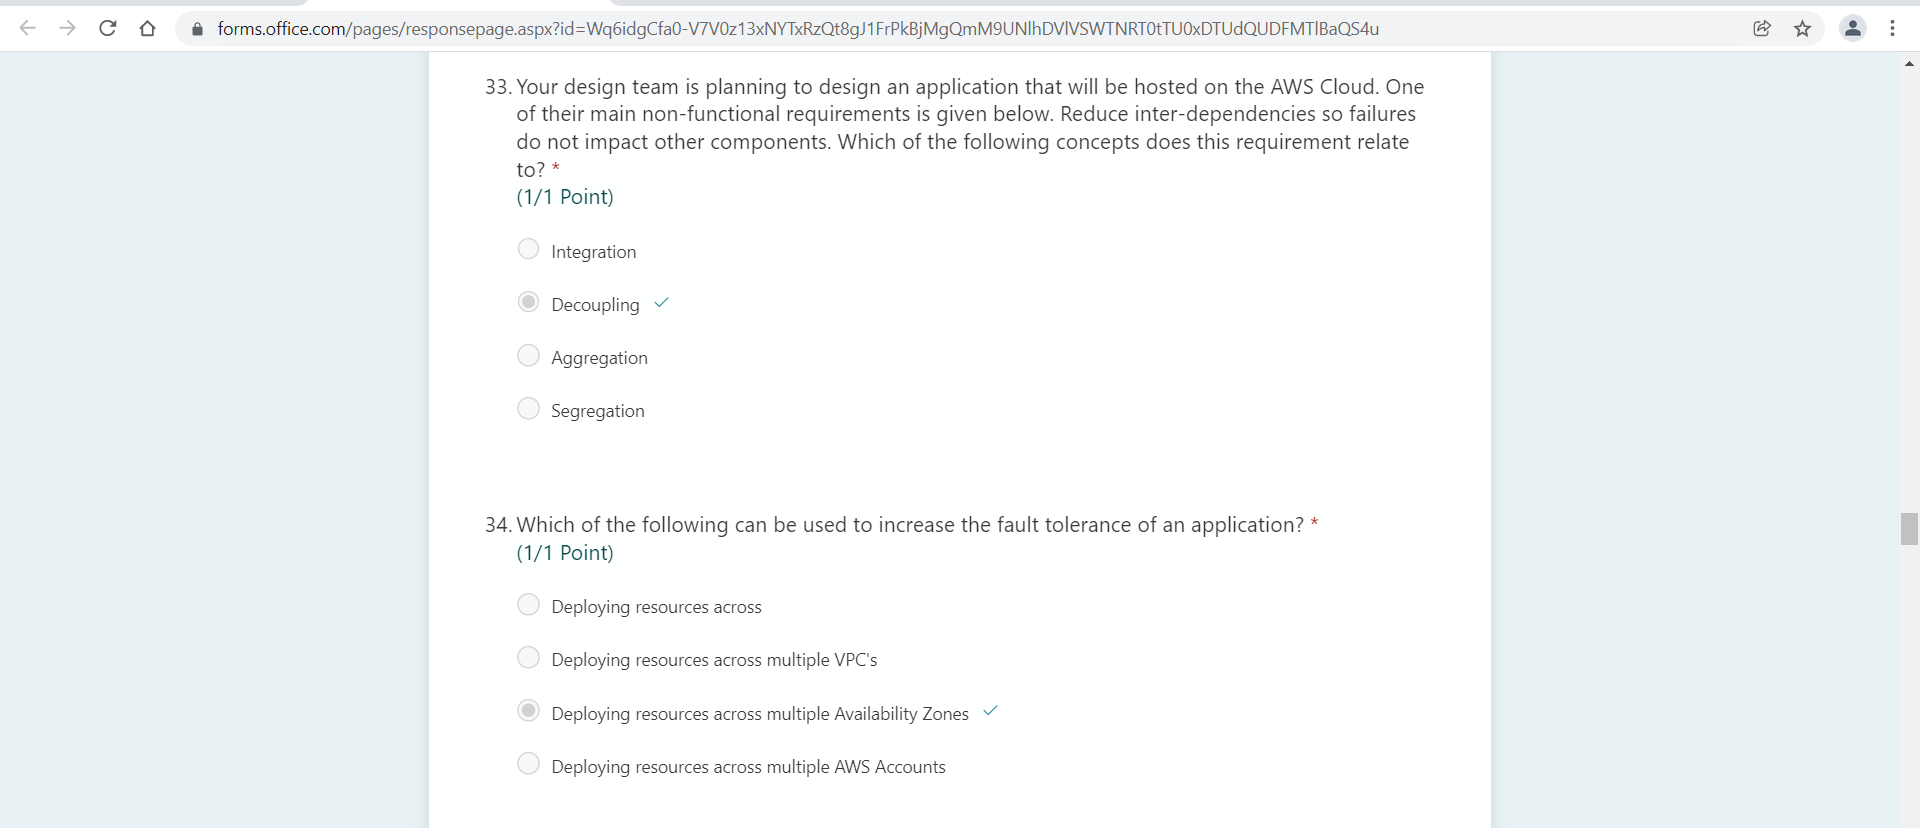 forms.office.com/pages/responsepage.aspx?id=Wq6idgCfa0-V7V0z13xNYTxRzQt8gJ1FrPkBjMgQmM9UNlhDVlVSWTNRT0tTU0xDTUdQUDFMTlBaQS4u
33. Your design team is planning to design an application that will be hosted on the AWS Cloud. One
of their main non-functional requirements is given below. Reduce inter-dependencies so failures
do not impact other components. Which of the following concepts does this requirement relate
to? *
(1/1 Point)
Integration
Decoupling
Aggregation
Segregation
34. Which of the following can be used to increase the fault tolerance of an application? *
(1/1 Point)
Deploying resources across
Deploying resources across multiple VPC's
Deploying resources across multiple Availability Zones
Deploying resources across multiple AWS Accounts